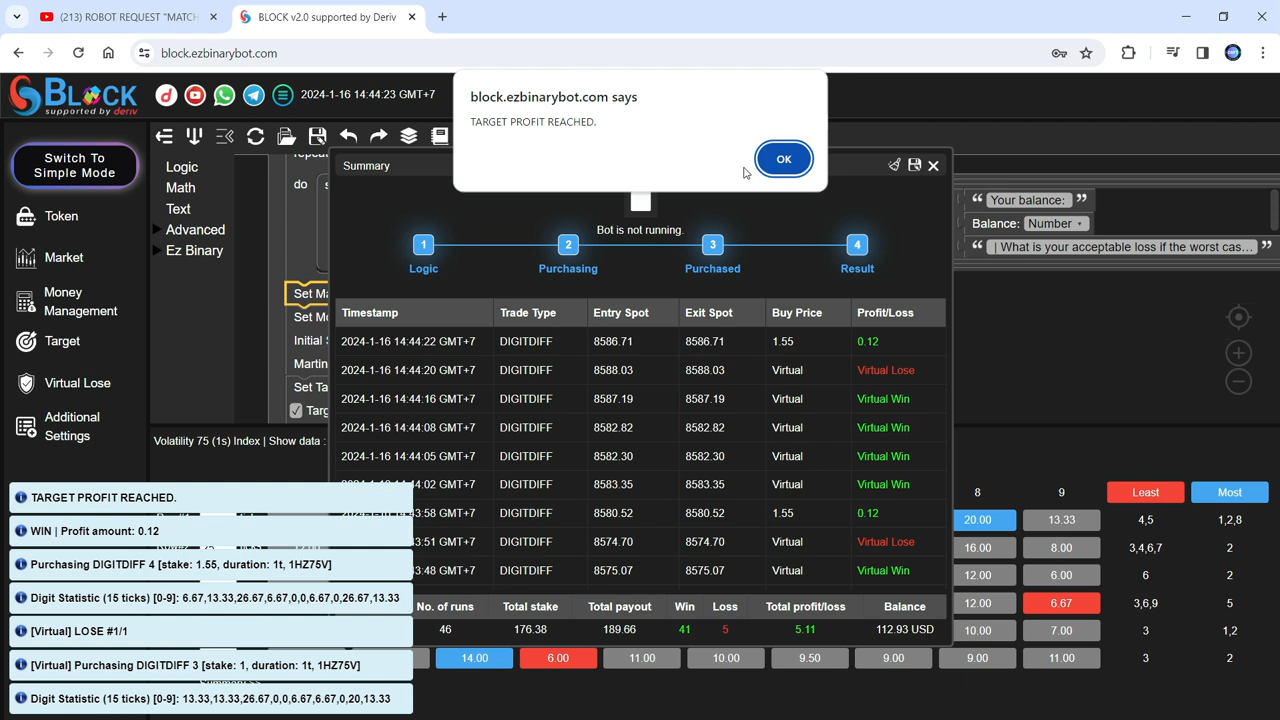 (213) ROBOT REQUEST "MATCH
BLOCK v2.0 supported by Deriv
block.ezbinarybot.com
BLOCK
supported by deriv
2024-1-16 14:44:23 GMT+7
block.ezbinarybot.com says
TARGET PROFIT REACHED.
OK
Switch To
Simple Mode
Token
Market
Money
Management
Target
Virtual Lose
Additional
Settings
Logic
Math
Text
Advanced
Ez Binary
do
Set Ma
Set Mo
Initial S
Martin
Set Ta
Targ
“ Your balance: ”
Balance: Number
“ | What is your acceptable loss if the worst cas... ”
Summary
Bot is not running.
1 2 3 4
Logic Purchasing Purchased Result
Timestamp Trade Type Entry Spot Exit Spot Buy Price Profit/Loss
2024-1-16 14:44:22 GMT+7 DIGITDIFF 8586.71 8586.71 1.55 0.12
2024-1-16 14:44:20 GMT+7 DIGITDIFF 8588.03 8588.03 Virtual Virtual Lose
2024-1-16 14:44:16 GMT+7 DIGITDIFF 8587.19 8587.19 Virtual Virtual Win
2024-1-16 14:44:08 GMT+7 DIGITDIFF 8582.82 8582.82 Virtual Virtual Win
2024-1-16 14:44:05 GMT+7 DIGITDIFF 8582.30 8582.30 Virtual Virtual Win
:02 GMT+7 DIGITDIFF 8583.35 8583.35 Virtual Virtual Win
3:58 GMT+7 DIGITDIFF 8580.52 8580.52 1.55 0.12
3:51 GMT+7 DIGITDIFF 8574.70 8574.70 Virtual Virtual Lose
3:48 GMT+7 DIGITDIFF 8575.07 8575.07 Virtual Virtual Win
No. of runs Total stake Total payout Win Loss Total profit/loss Balance
46 176.38 189.66 41 5 5.11 112.93 USD
Volatility 75 (1s) Index | Show data :
TARGET PROFIT REACHED.
WIN | Profit amount: 0.12
Purchasing DIGITDIFF 4 [stake: 1.55, duration: 1t, 1HZ75V]
Digit Statistic (15 ticks) [0-9]: 6.67,13.33,26.67,6.67,0,0,6.67,0,26.67,13.33
[Virtual] LOSE #1/1
[Virtual] Purchasing DIGITDIFF 3 [stake: 1, duration: 1t, 1HZ75V]
Digit Statistic (15 ticks) [0-9]: 13.33,13.33,26.67,0,0,6.67,6.67,0,20,13.33
8 9 Least Most
20.00 13.33 4,5 1,2,8
16.00 8.00 3,4,6,7 2
12.00 6.00 6 2
12.00 6.67 3,6,9 5
10.00 7.00 3 1,2
14.00 6.00 11.00 10.00 9.50 9.00 9.00 11.00 3 2